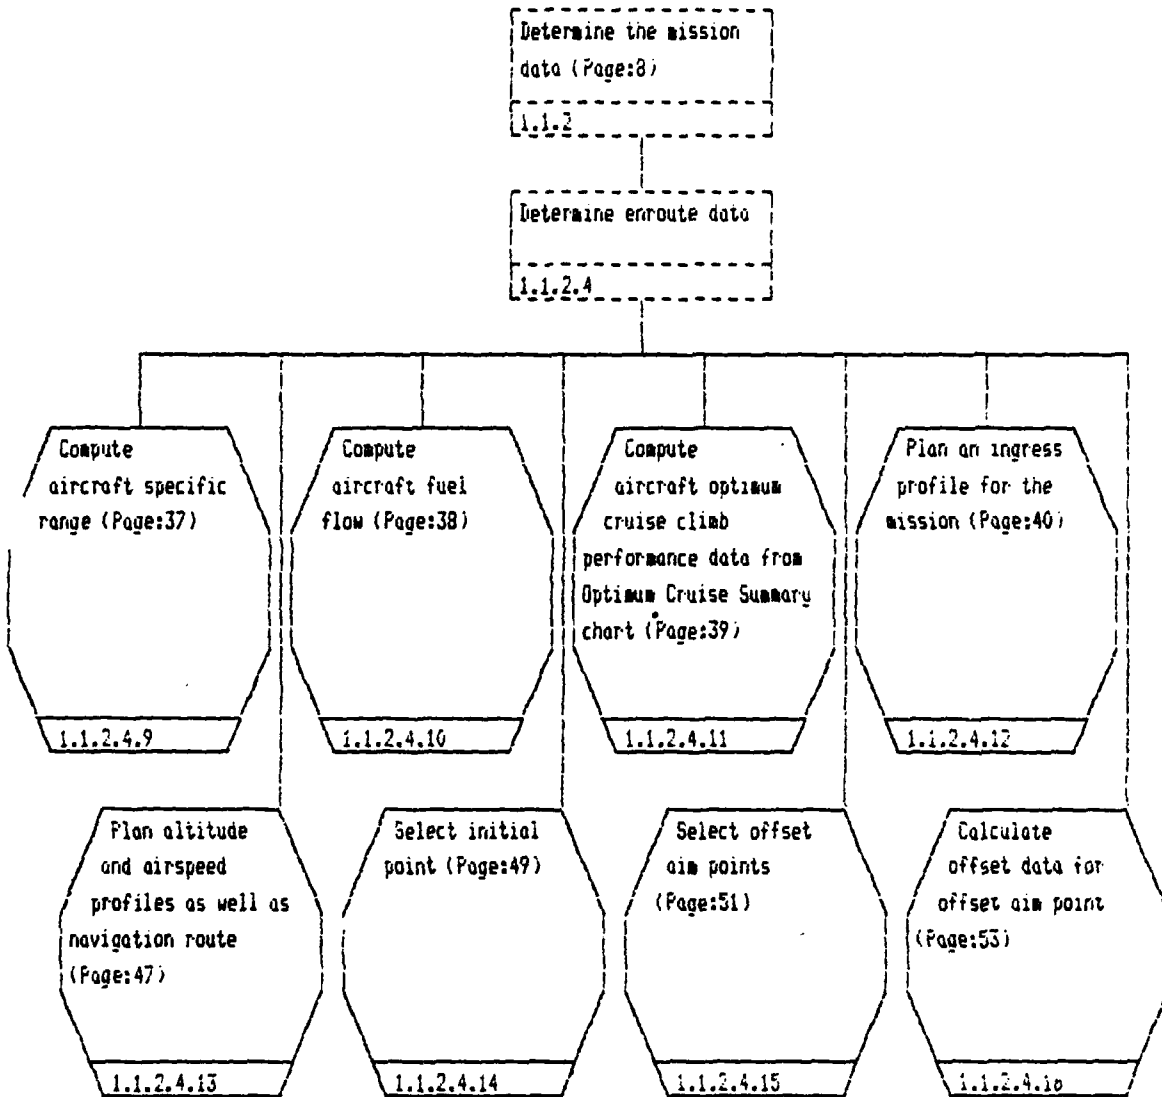 Determine the mission
data (Page:8)
1.1.2
Determine enroute data
1.1.2.4
Compute
aircraft specific
range (Page:37)
1.1.2.4.9
Compute
aircraft fuel
flow (Page:38)
1.1.2.4.10
Compute
aircraft optimum
cruise climb
performance data from
Optimum Cruise Summary
chart (Page:39)
1.1.2.4.11
Plan an ingress
profile for the
mission (Page:40)
1.1.2.4.12
Plan altitude
and airspeed
profiles as well as
navigation route
(Page:47)
1.1.2.4.13
Select initial
point (Page:49)
1.1.2.4.14
Select offset
aim points
(Page:51)
1.1.2.4.15
Calculate
offset data for
offset aim point
(Page:53)
1.1.2.4.16